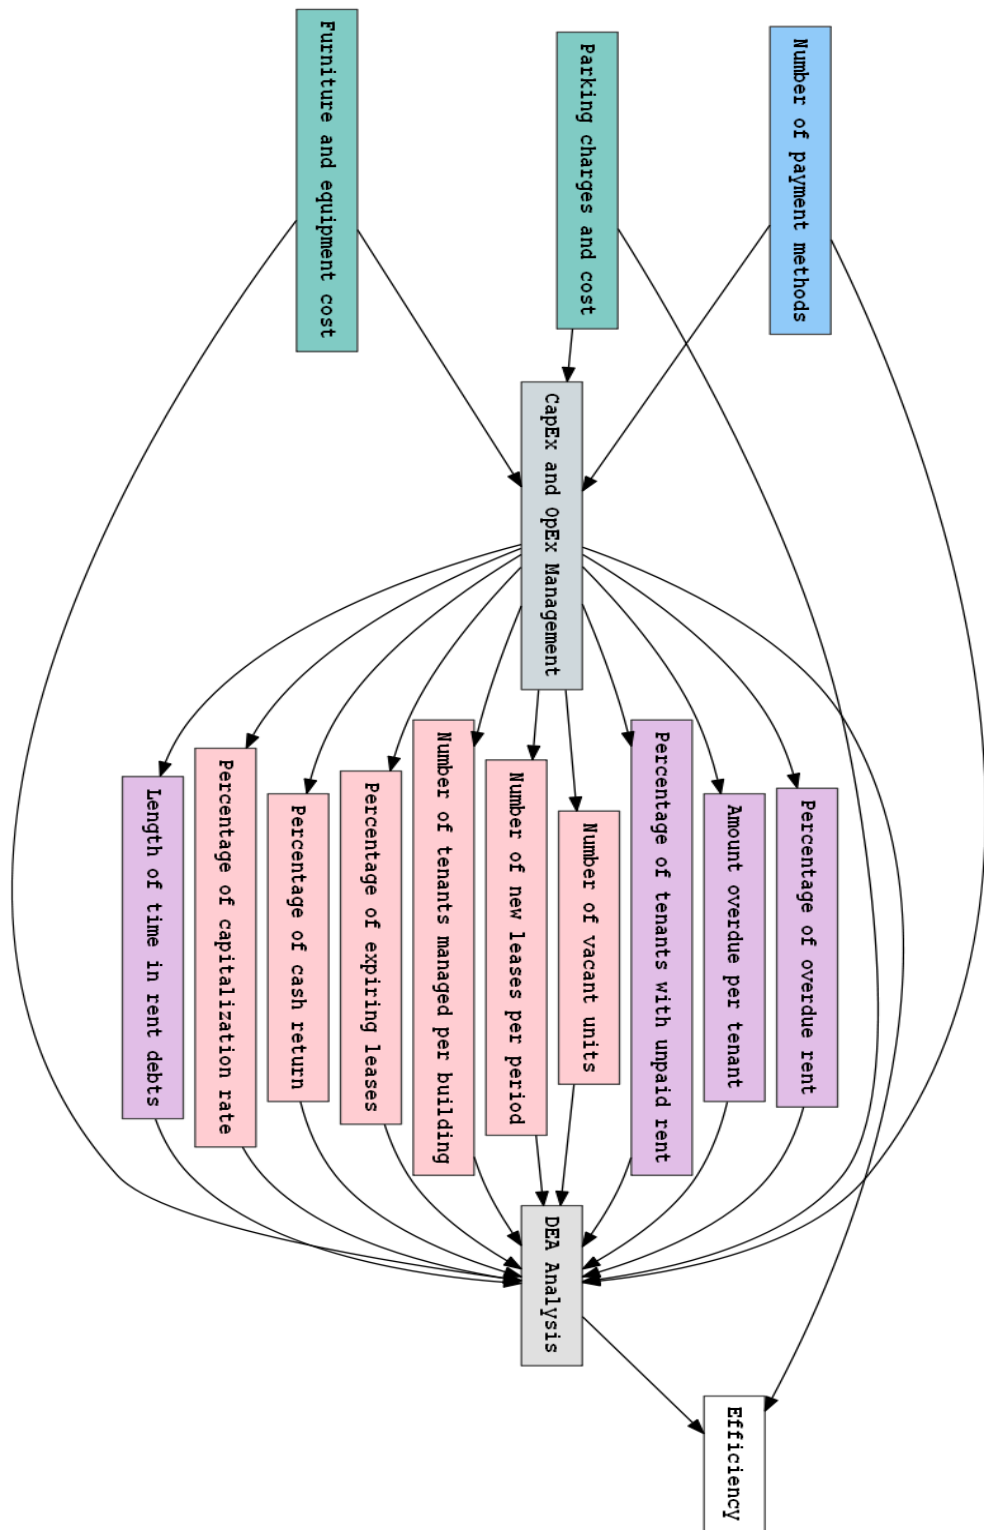 Number of payment methods
Parking charges and cost
Furniture and equipment cost
CapEx and OpEx Management
Percentage of overdue rent
Amount overdue per tenant
Percentage of tenants with unpaid rent
Number of vacant units
Number of new leases per period
Number of tenants managed per building
Percentage of expiring leases
Percentage of cash return
Percentage of capitalization rate
Length of time in rent debts
DEA Analysis
Efficiency